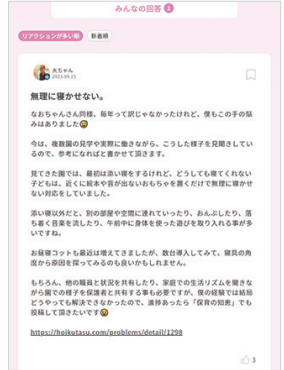 みんなの回答 1
リアクションが多い順 新着順
火ちゃん
2023.09.15
無理に寝かせない。
なおちゃんさん同様、毎年って訳じゃなかったけれど、僕もこの手の悩
みはありました😰
今は、複数園の見学や実際に働きながら、こうした様子を見聞きしてい
るので、参考になればと書かせて頂きます。
見てきた園では、最初は添い寝をするけれど、どうしても寝てくれない
子どもは、近くに絵本や音が出ないおもちゃを置くだけで無理に寝かせ
ない対応をしていました。
添い寝以外だと、別の部屋や空間に連れていったり、おんぶしたり、落
ち着く音楽を流したり、午前中に身体を使った遊びを取り入れる事が多
いですね。
お昼寝コットも最近は増えてきましたが、数台導入してみて、寝具の角
度から原因を探ってみるのも良いかもしれません。
もちろん、他の職員と状況を共有したり、家庭での生活リズムを聞きな
がら園での様子を保護者と共有する事も必要ですが、僕の経験では結局
どうやっても解決できなかったので、進捗あったら「保育の知恵」でも
投稿して頂きたいです😊
https://hoikutasu.com/problems/detail/1298
3